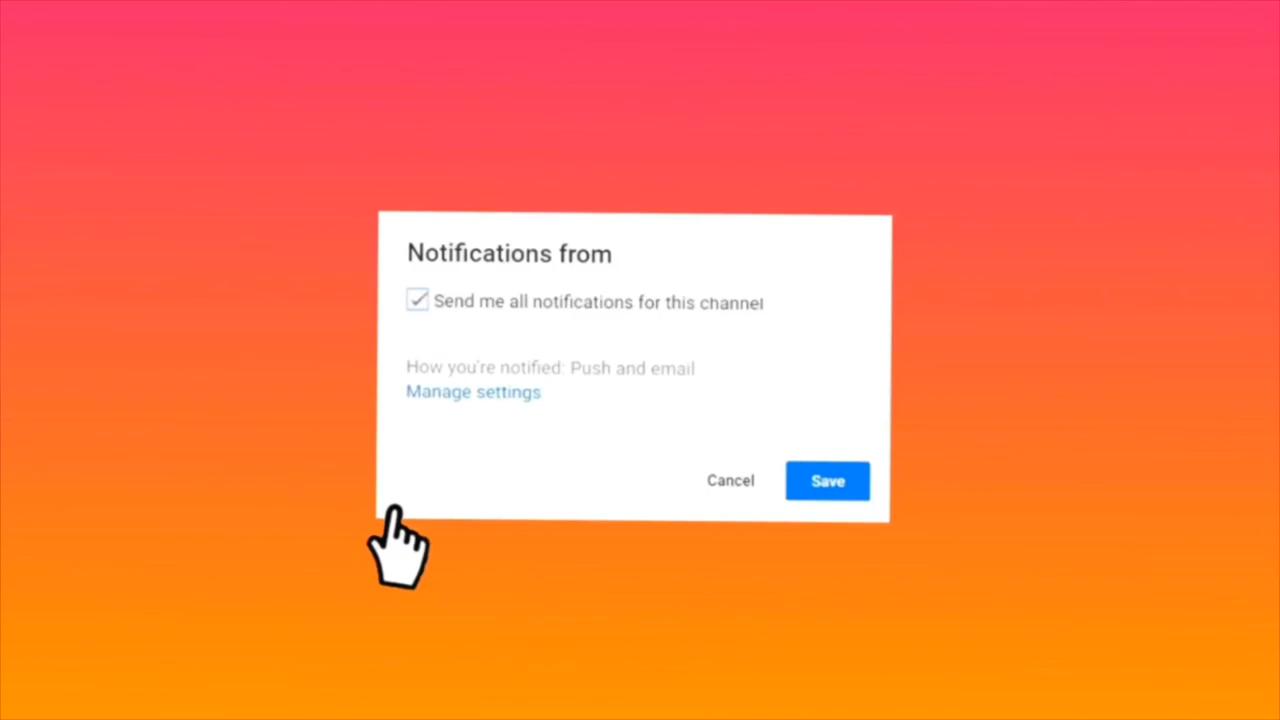 Notifications from
Send me all notifications for this channel
How you're notified: Push and email
Manage settings
Cancel Save